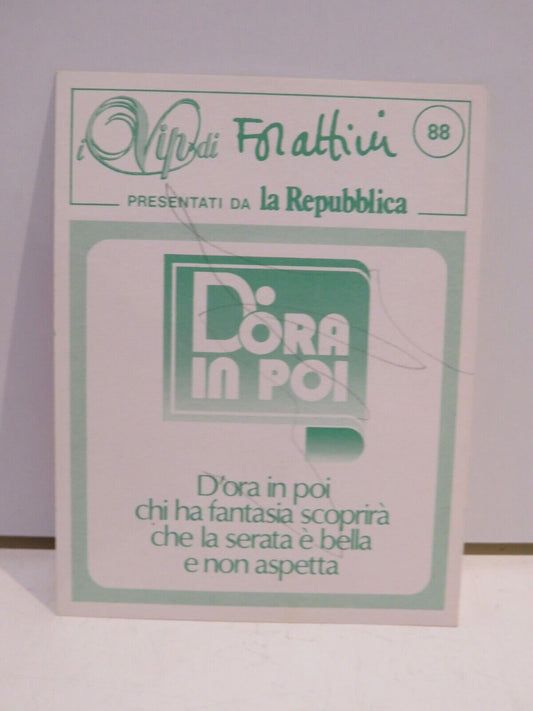 i Vip di Forattini 88
PRESENTATI DA la Repubblica
D'ORA
IN POI
D'ora in poi
chi ha fantasia scoprirà
che la serata è bella
e non aspetta